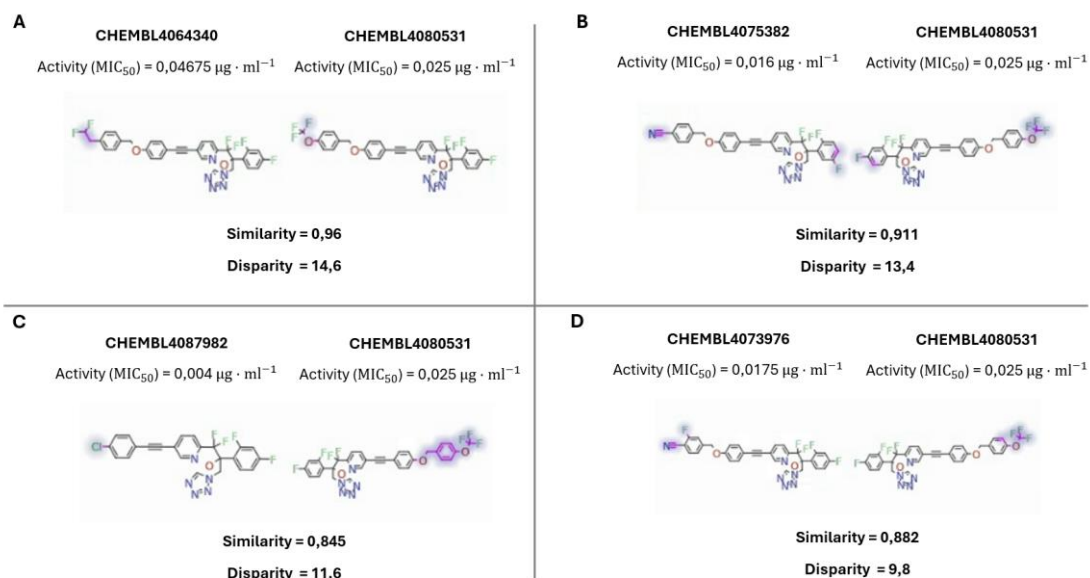 A
CHEMBL4064340 CHEMBL4080531
Activity (MIC₅₀) = 0,04675 μg · ml⁻¹ Activity (MIC₅₀) = 0,025 μg · ml⁻¹
F F F F F F F F F
F F O O O F O F
N O N O
N N N N N N N N
Similarity = 0,96
Disparity = 14,6
B
CHEMBL4075382 CHEMBL4080531
Activity (MIC₅₀) = 0,016 μg · ml⁻¹ Activity (MIC₅₀) = 0,025 μg · ml⁻¹
Similarity = 0,911
Disparity = 13,4
C
CHEMBL4087982 CHEMBL4080531
Activity (MIC₅₀) = 0,004 μg · ml⁻¹ Activity (MIC₅₀) = 0,025 μg · ml⁻¹
Cl
Similarity = 0,845
Disparity = 11,6
D
CHEMBL4073976 CHEMBL4080531
Activity (MIC₅₀) = 0,0175 μg · ml⁻¹ Activity (MIC₅₀) = 0,025 μg · ml⁻¹
Similarity = 0,882
Disparity = 9,8